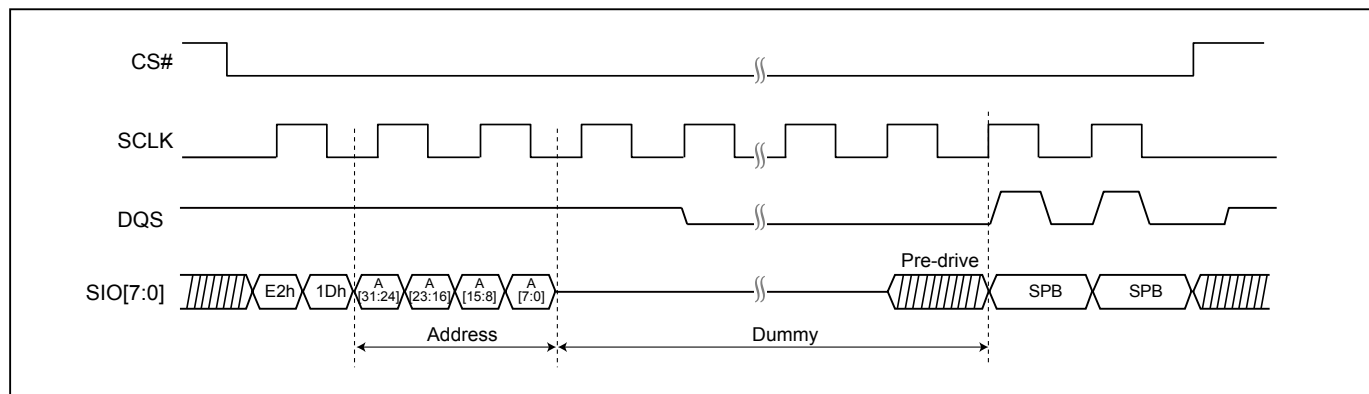 CS#
SCLK
DQS
Pre-drive
SIO[7:0]
E2h
1Dh
A
[31:24]
A
[23:16]
A
[15:8]
A
[7:0]
SPB
SPB
Address
Dummy